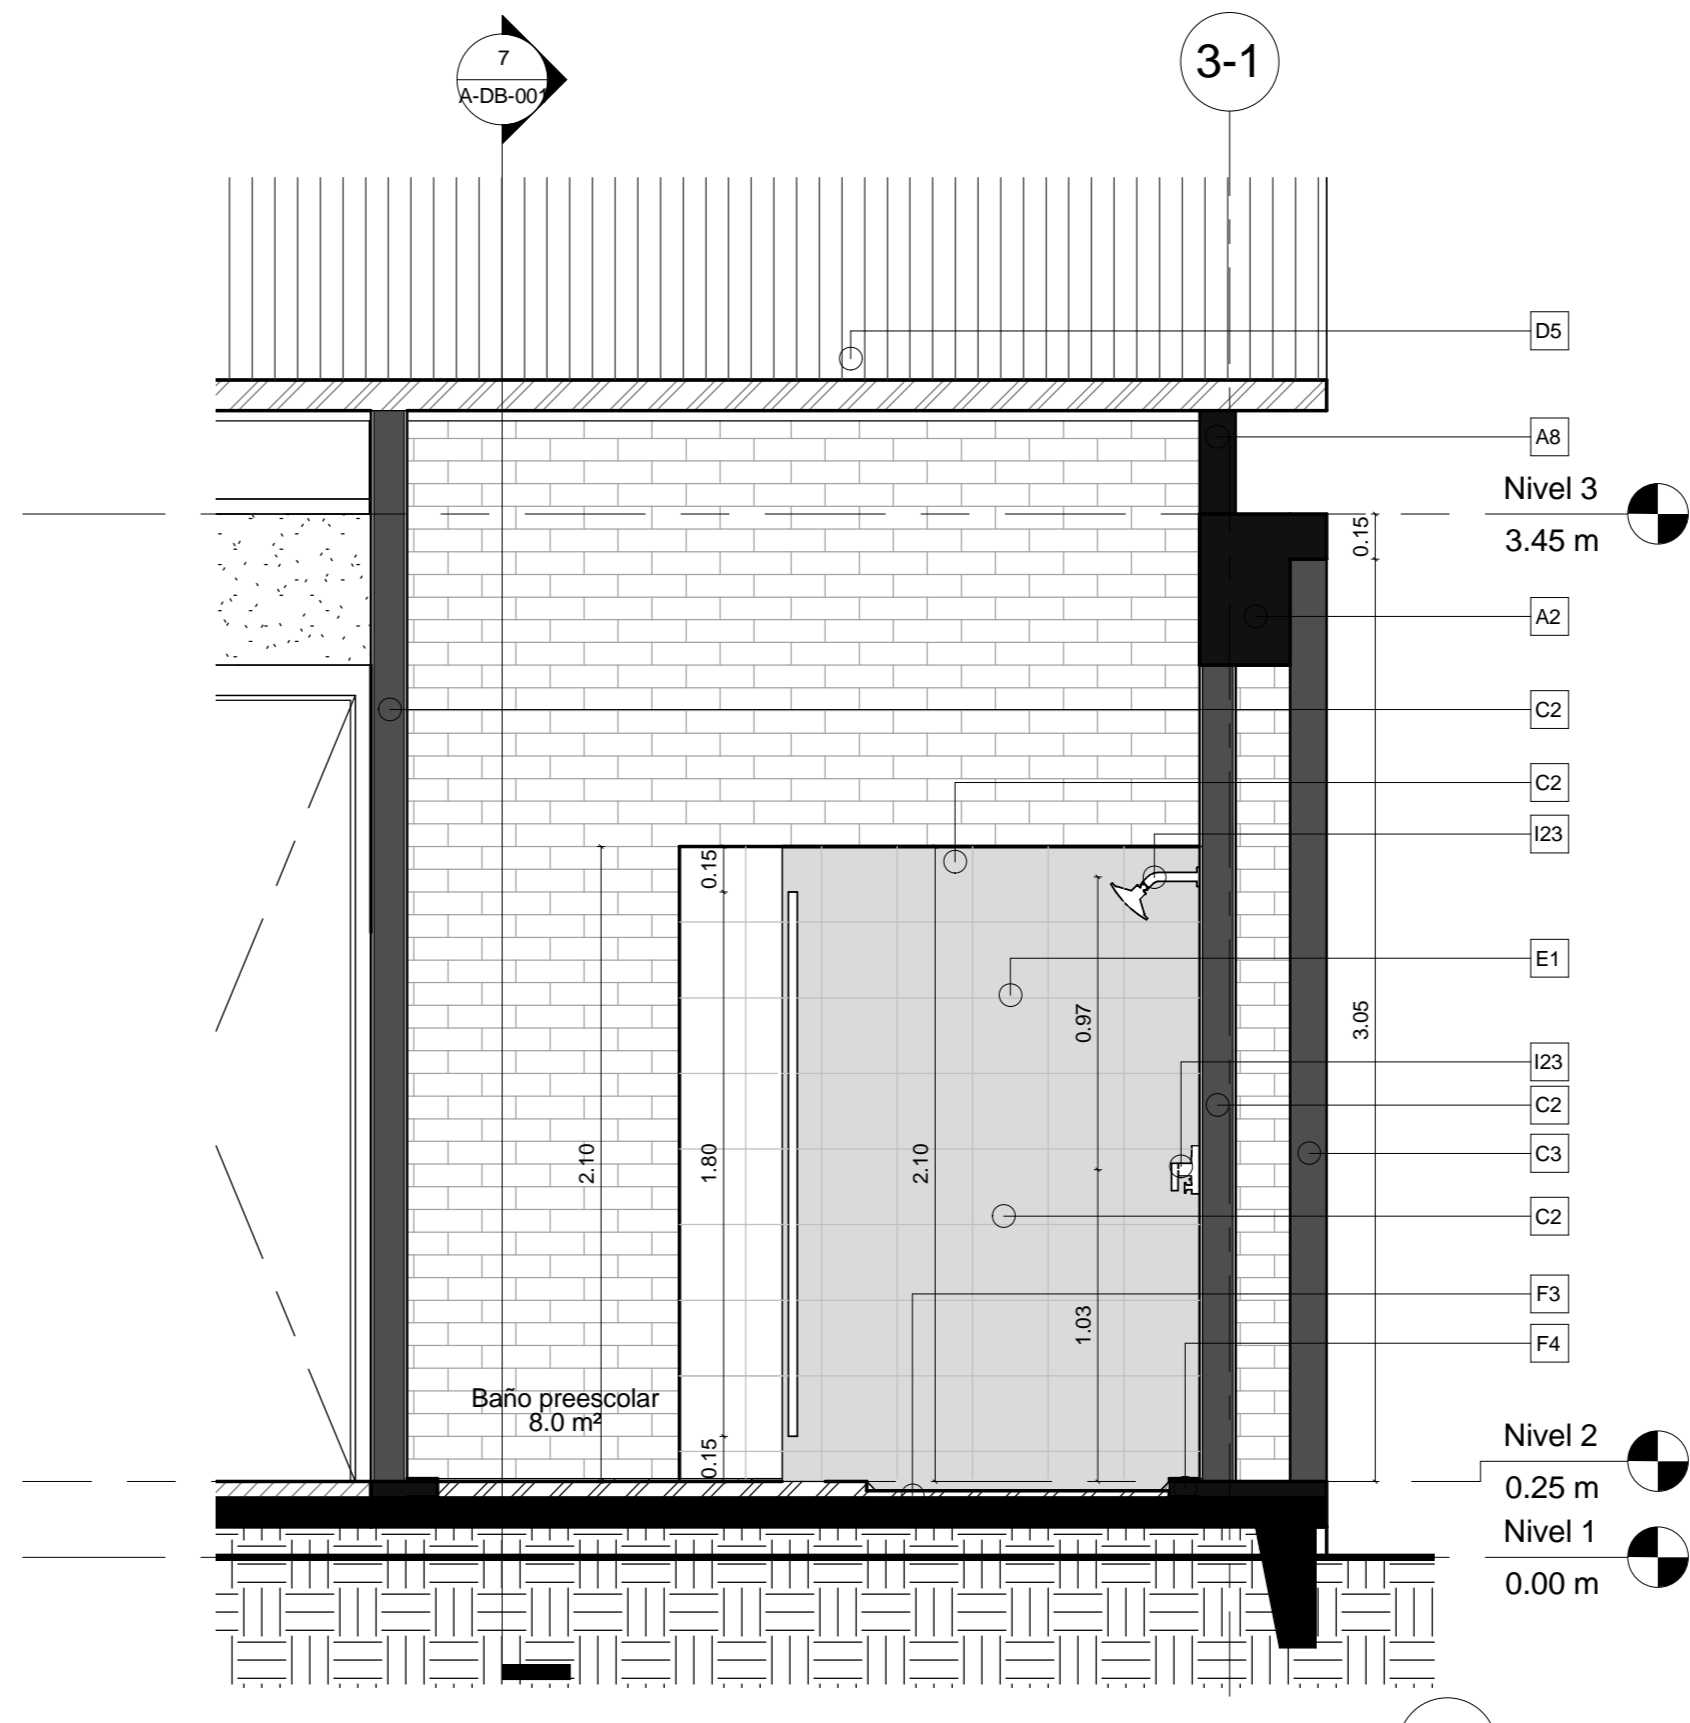 7
A-DB-001
3-1
D5
A8
Nivel 3
3.45 m
0.15
A2
C2
C2
I23
0.15
E1
0.97
3.05
I23
C2
C3
2.10
1.80
2.10
C2
F3
1.03
F4
Baño preescolar
8.0 m²
0.15
Nivel 2
0.25 m
Nivel 1
0.00 m